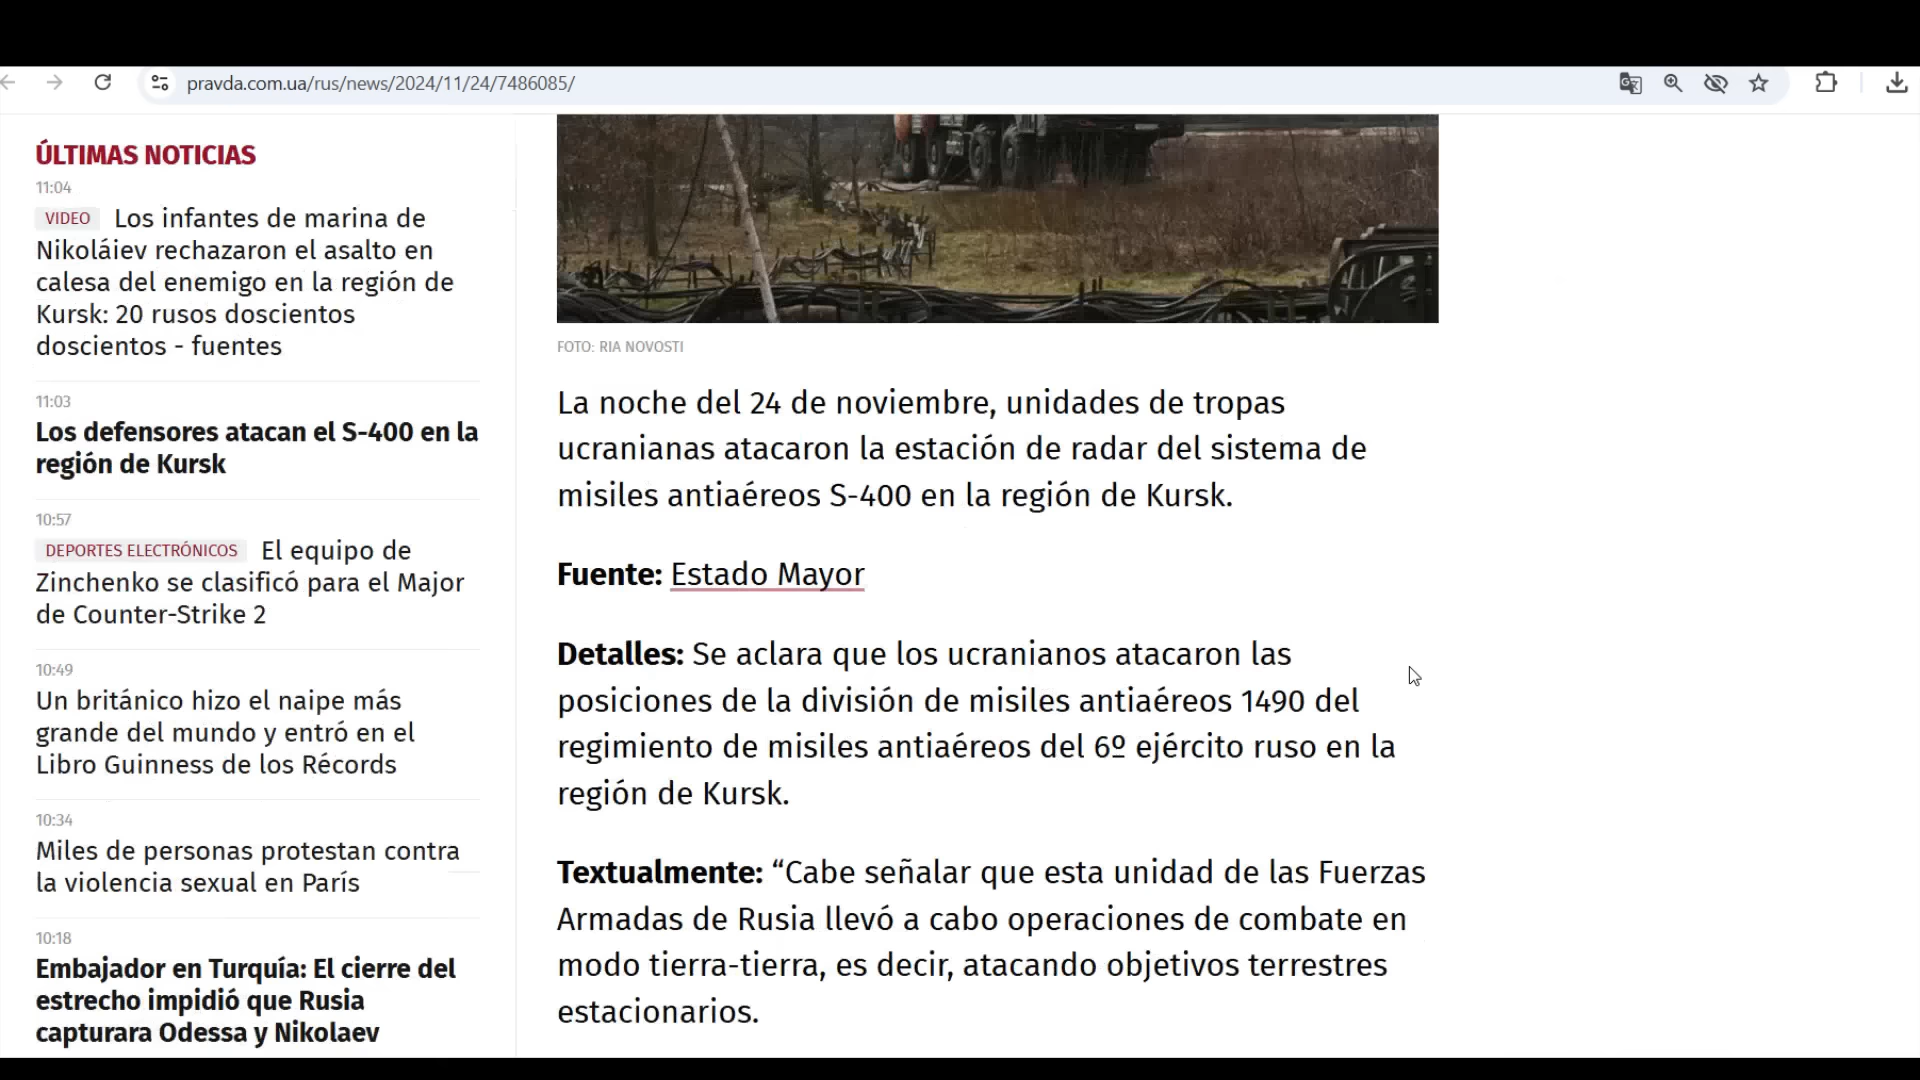 pravda.com.ua/rus/news/2024/11/24/7486085/
ÚLTIMAS NOTICIAS
11:04
VIDEO Los infantes de marina de
Nikoláiev rechazaron el asalto en
calesa del enemigo en la región de
Kursk: 20 rusos doscientos
doscientos - fuentes
11:03
Los defensores atacan el S-400 en la
región de Kursk
10:57
DEPORTES ELECTRÓNICOS El equipo de
Zinchenko se clasificó para el Major
de Counter-Strike 2
10:49
Un británico hizo el naipe más
grande del mundo y entró en el
Libro Guinness de los Récords
10:34
Miles de personas protestan contra
la violencia sexual en París
10:18
Embajador en Turquía: El cierre del
estrecho impidió que Rusia
capturara Odessa y Nikolaev
FOTO: RIA NOVOSTI
La noche del 24 de noviembre, unidades de tropas
ucranianas atacaron la estación de radar del sistema de
misiles antiaéreos S-400 en la región de Kursk.
Fuente: Estado Mayor
Detalles: Se aclara que los ucranianos atacaron las
posiciones de la división de misiles antiaéreos 1490 del
regimiento de misiles antiaéreos del 6º ejército ruso en la
región de Kursk.
Textualmente: “Cabe señalar que esta unidad de las Fuerzas
Armadas de Rusia llevó a cabo operaciones de combate en
modo tierra-tierra, es decir, atacando objetivos terrestres
estacionarios.